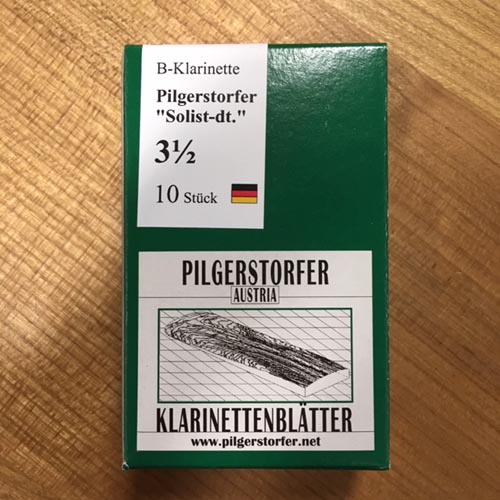 B-Klarinette
Pilgerstorfer
"Solist-dt."
3½
10 Stück
PILGERSTORFER
AUSTRIA
KLARINETTENBLÄTTER
www.pilgerstorfer.net